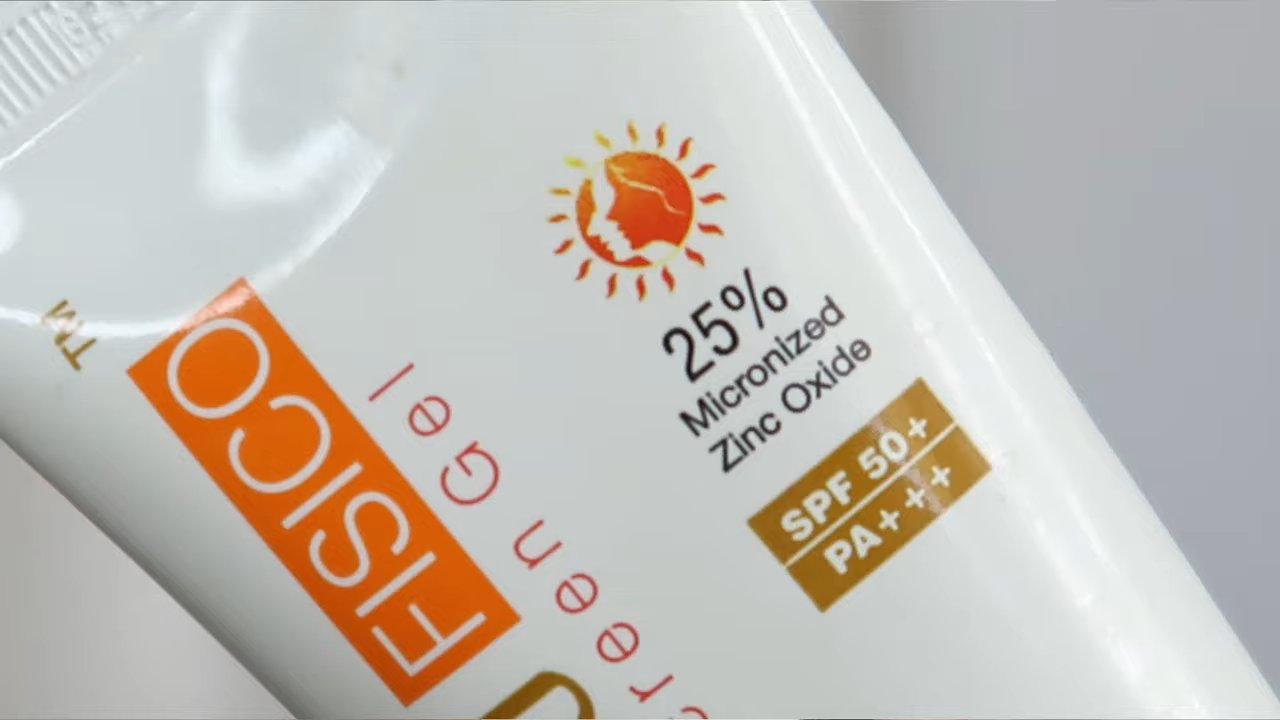 FISICO
TM
reen Gel
25%
Micronized
Zinc Oxide
SPF 50+
PA+++